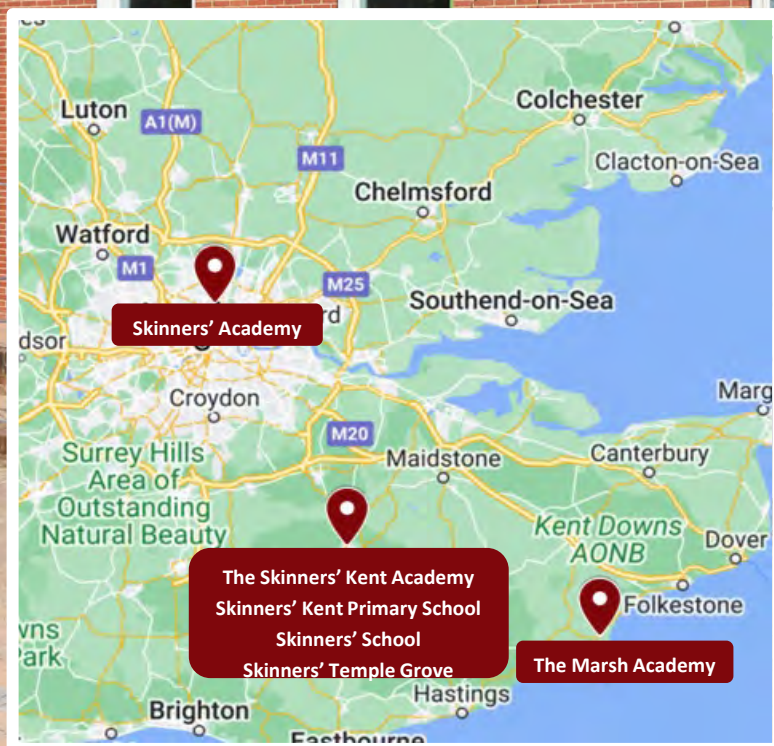 Luton
A1(M)
Colchester
M11
Clacton-on-Sea
Chelmsford
Watford
M1
M25
Southend-on-Sea
Skinners' Academy
rd
dsor
Croydon
Marg
M20
Surrey Hills
Area of
Outstanding
Natural Beauty
Maidstone
Canterbury
Kent Downs
AONB
Dover
The Skinners' Kent Academy
Skinners' Kent Primary School
Skinners' School
Skinners' Temple Grove
Folkestone
The Marsh Academy
wns
Park
Hastings
Brighton
Eastbourne